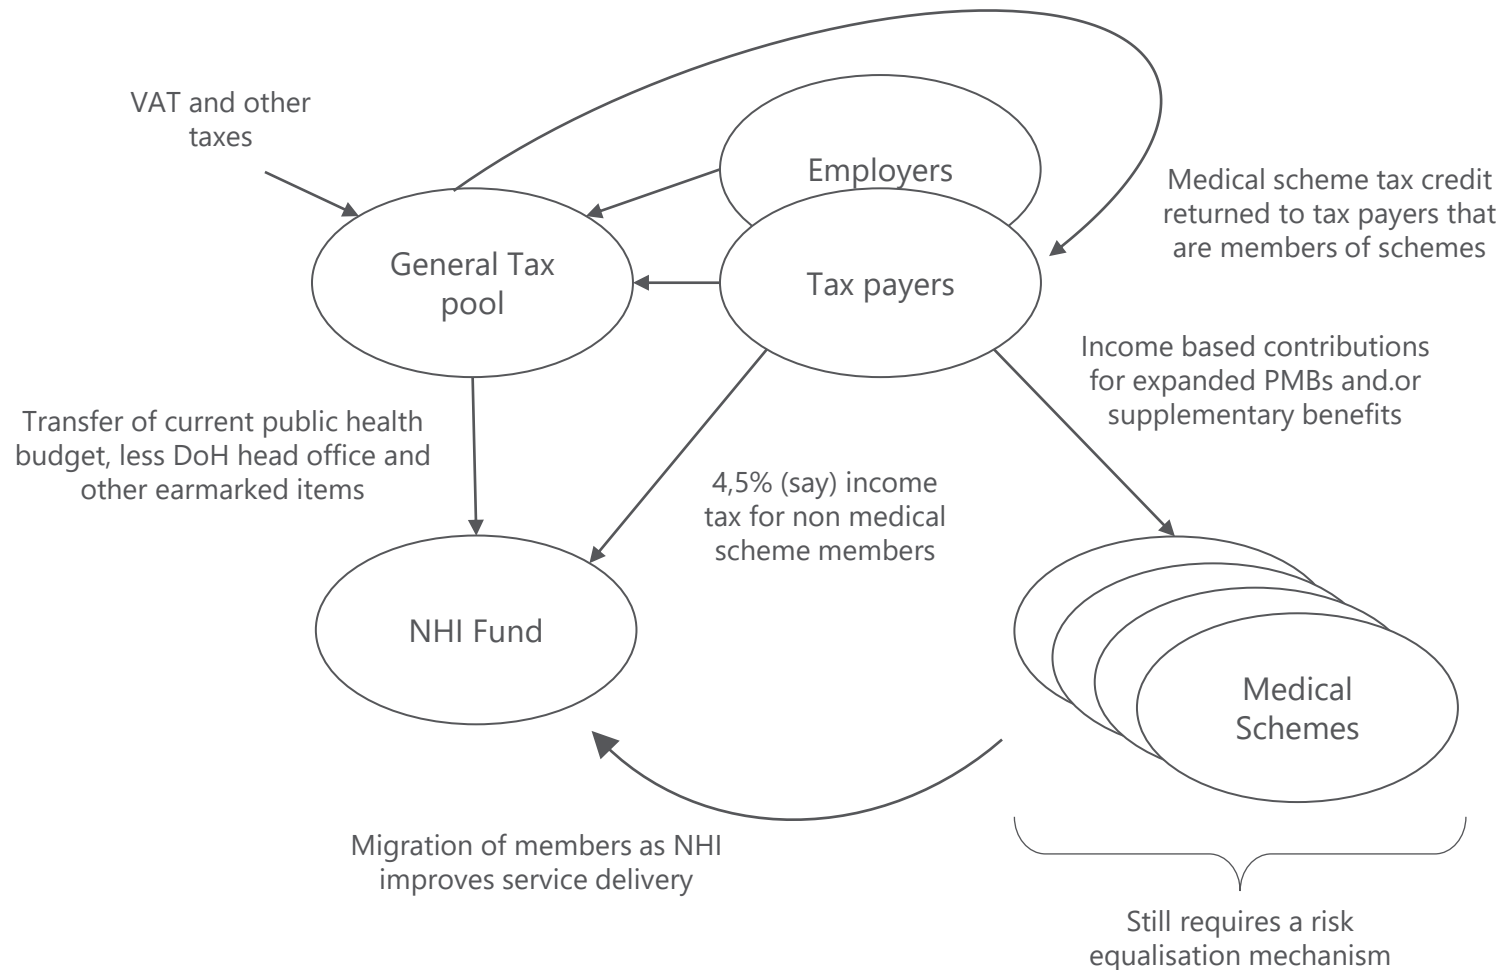 VAT and other
taxes
Employers
Medical scheme tax credit
returned to tax payers that
are members of schemes
General Tax
pool
Tax payers
Income based contributions
for expanded PMBs and.or
supplementary benefits
Transfer of current public health
budget, less DoH head office and
other earmarked items
4,5% (say) income
tax for non medical
scheme members
NHI Fund
Medical
Schemes
Migration of members as NHI
improves service delivery
Still requires a risk
equalisation mechanism